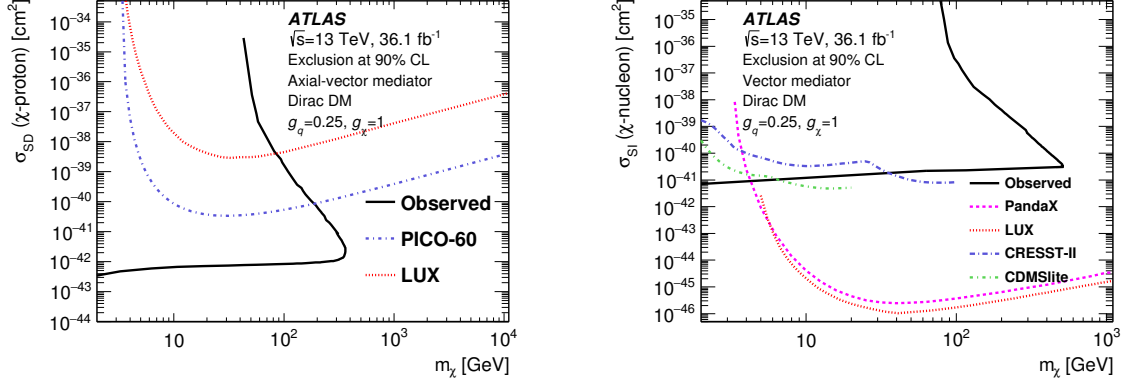 σSD (χ-proton) [cm²]
10⁻³⁴
10⁻³⁵
10⁻³⁶
10⁻³⁷
10⁻³⁸
10⁻³⁹
10⁻⁴⁰
10⁻⁴¹
10⁻⁴²
10⁻⁴³
10⁻⁴⁴
ATLAS
√s=13 TeV, 36.1 fb⁻¹
Exclusion at 90% CL
Axial-vector mediator
Dirac DM
g_q=0.25, g_χ=1
Observed
PICO-60
LUX
10
10²
10³
10⁴
m_χ [GeV]
σSI (χ-nucleon) [cm²]
10⁻³⁵
10⁻³⁶
10⁻³⁷
10⁻³⁸
10⁻³⁹
10⁻⁴⁰
10⁻⁴¹
10⁻⁴²
10⁻⁴³
10⁻⁴⁴
10⁻⁴⁵
10⁻⁴⁶
ATLAS
√s=13 TeV, 36.1 fb⁻¹
Exclusion at 90% CL
Vector mediator
Dirac DM
g_q=0.25, g_χ=1
Observed
PandaX
LUX
CRESST-II
CDMSlite
10
10²
10³
m_χ [GeV]